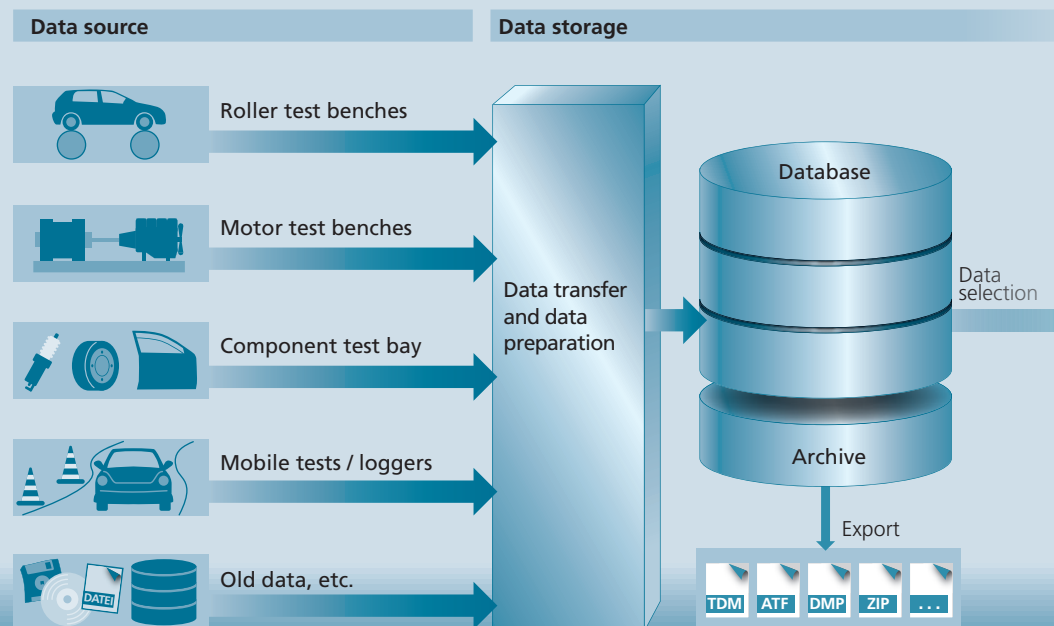 Data source
Data storage
Roller test benches
Motor test benches
Component test bay
Mobile tests / loggers
Old data, etc.
DATEI
Data transfer
and data
preparation
Database
Archive
Data
selection
Export
TDM
ATF
DMP
ZIP
...